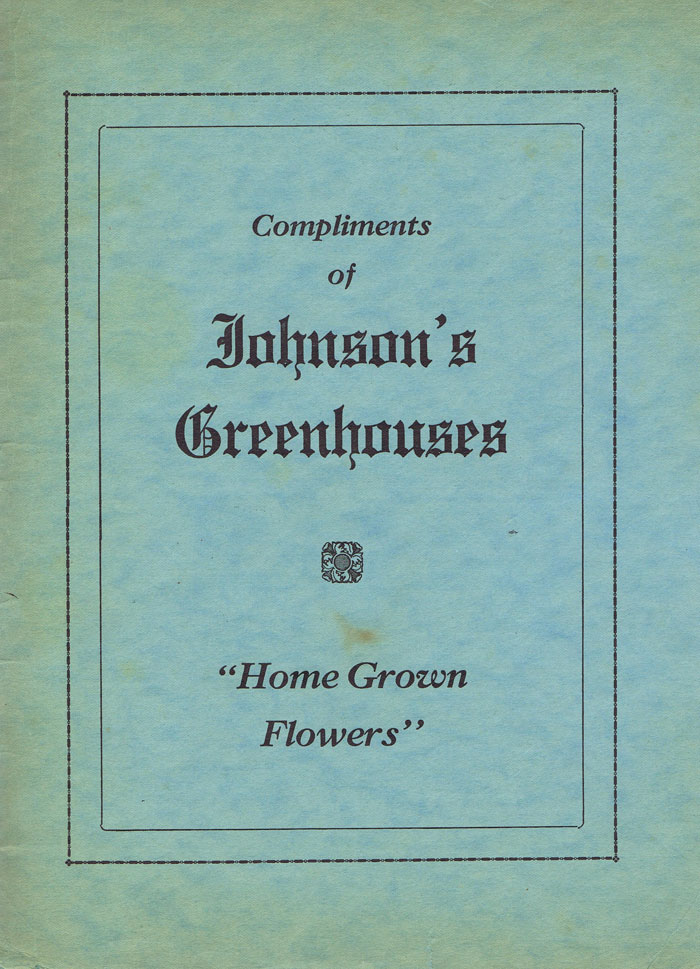 Compliments
of
Johnson's
Greenhouses
“Home Grown
Flowers”